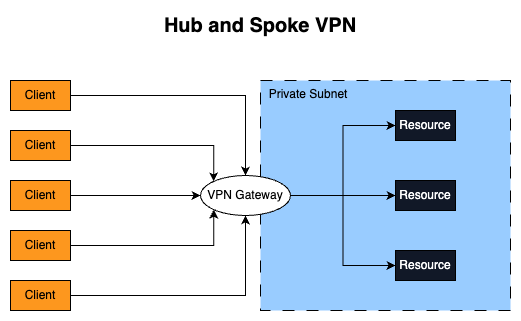 Hub and Spoke VPN
Private Subnet
Client
Client
Client
Client
Client
VPN Gateway
Resource
Resource
Resource